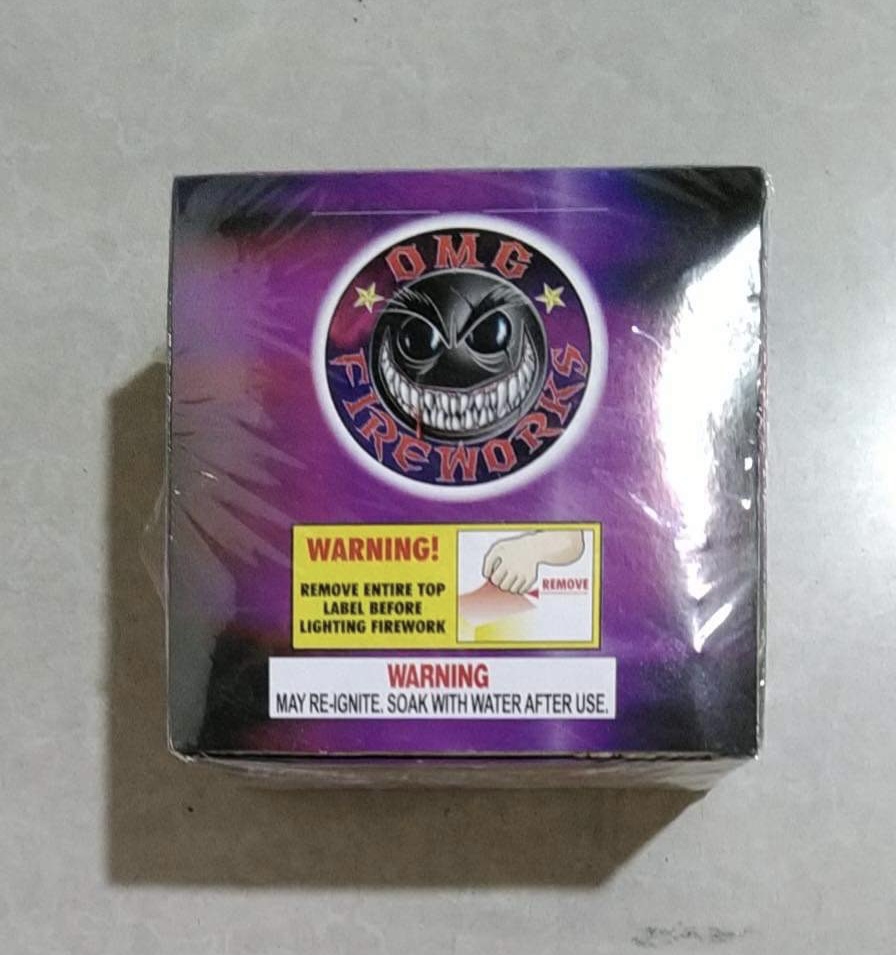 OMG
FIREWORKS
WARNING!
REMOVE ENTIRE TOP
LABEL BEFORE
LIGHTING FIREWORK
REMOVE
WARNING
MAY RE-IGNITE. SOAK WITH WATER AFTER USE.